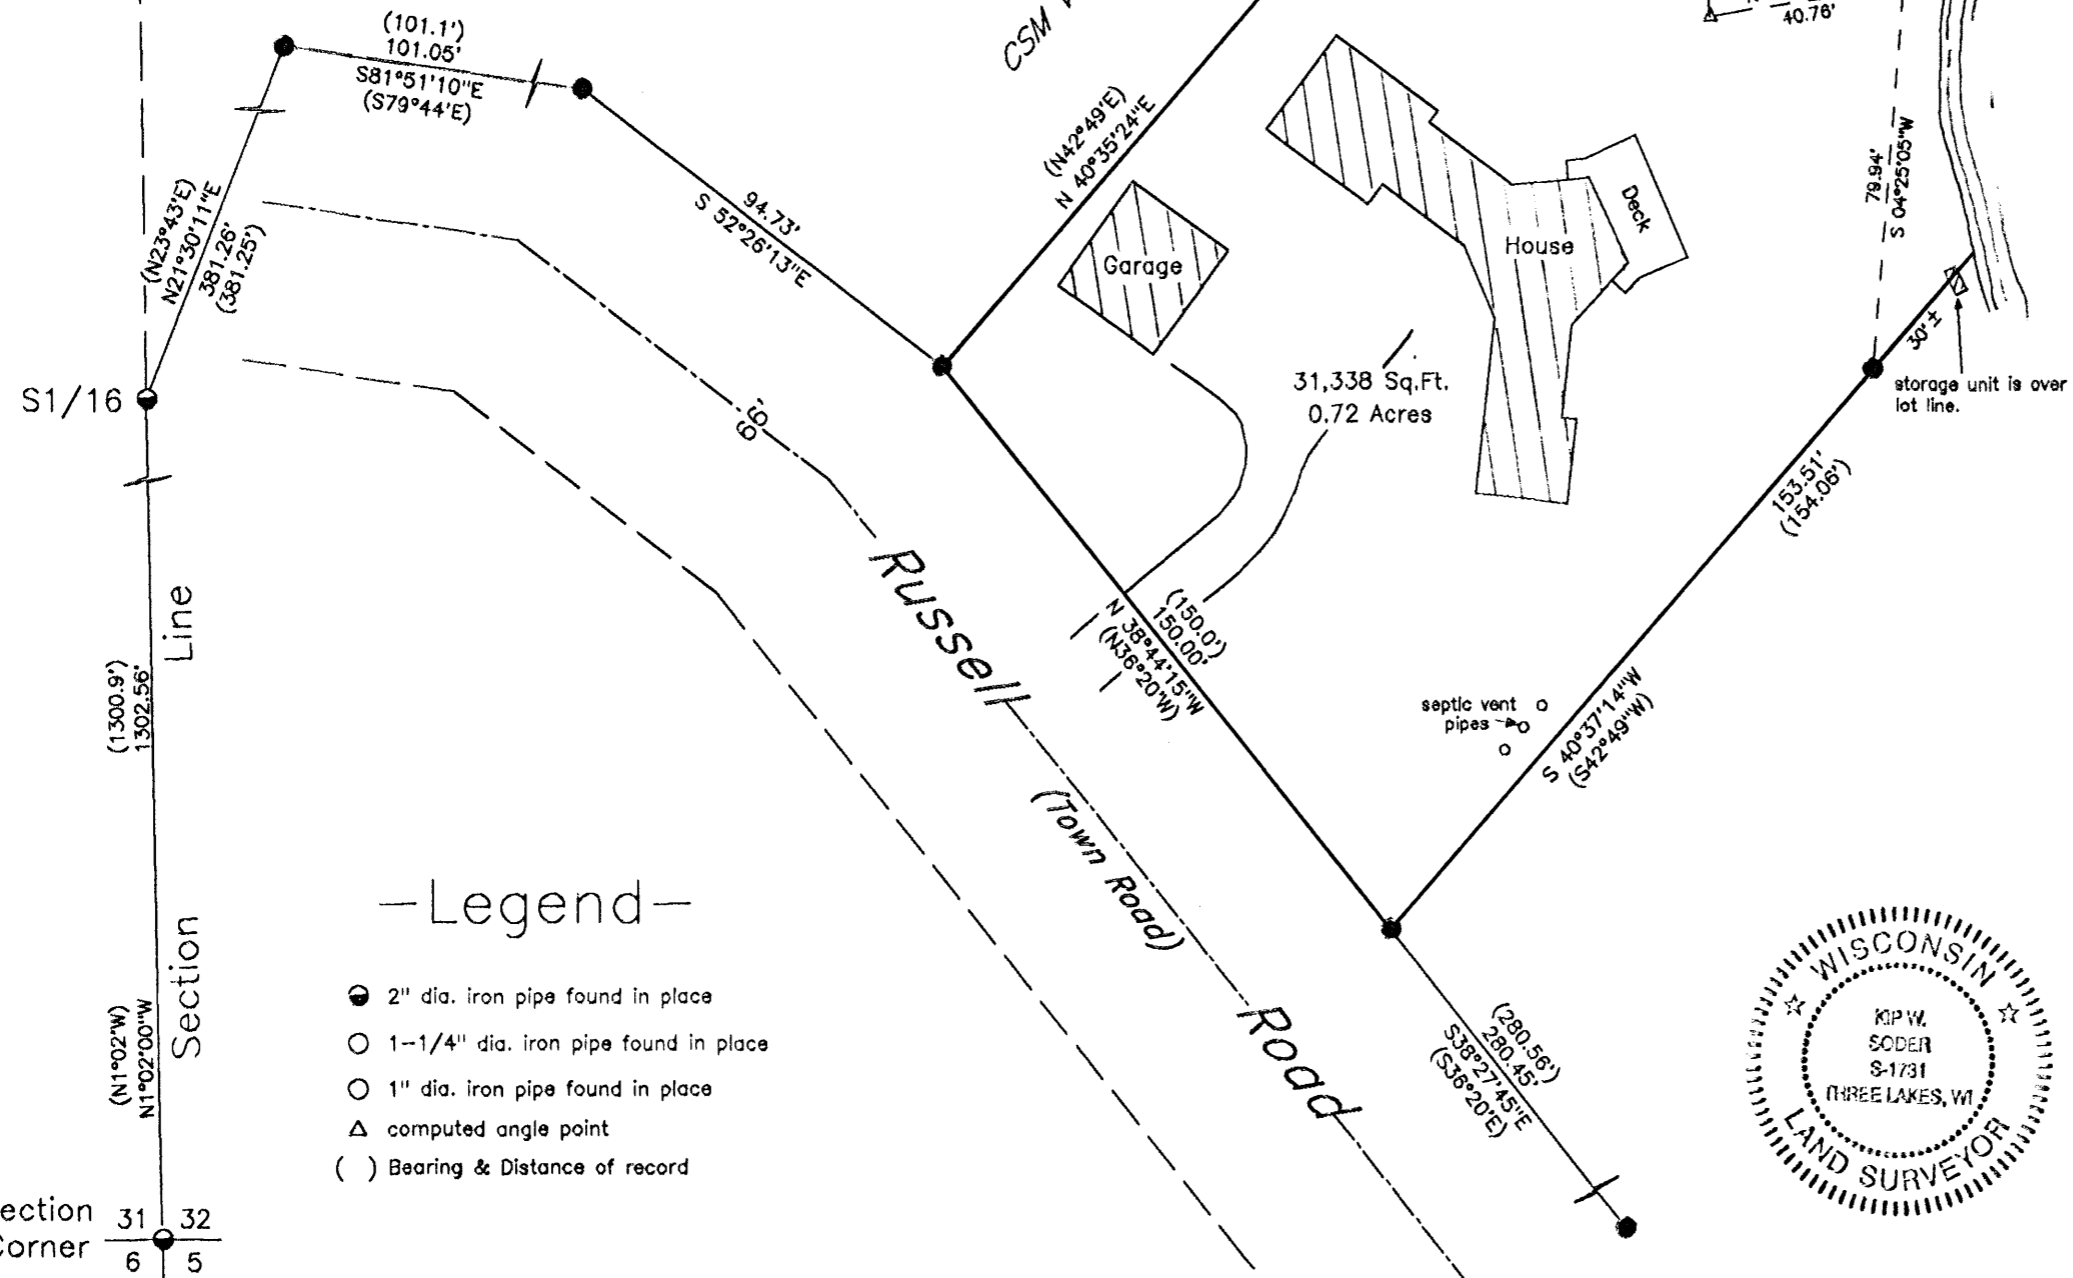 (101.1')
101.05'
S81°51'10"E
(S79°44'E)
CSM
40.76'
(N23°43'E)
N21°30'11"E
381.26'
(381.25')
94.73'
S 52°26'13"E
(N42°49'E)
N 40°35'24"E
Garage
House
Deck
79.94'
S 04°25'05"W
30'±
storage unit is over
lot line.
S1/16
66'
31,338 Sq.Ft.
0.72 Acres
153.51'
(154.06')
Russell
(Town Road)
Road
(150.0')
150.00'
N 38°44'15"W
(N36°20'W)
septic vent
pipes
S 40°37'14"W
(S42°49"W)
Line
Section
(1300.9')
1302.56'
(N1°02'W)
N1°02'00"W
—Legend—
2" dia. iron pipe found in place
1-1/4" dia. iron pipe found in place
1" dia. iron pipe found in place
computed angle point
( ) Bearing & Distance of record
(280.56')
280.45'
S38°27'45"E
(S36°20'E)
WISCONSIN
KIP W.
SODER
S-1731
THREE LAKES, WI
LAND SURVEYOR
ection
orner
31 32
6 5